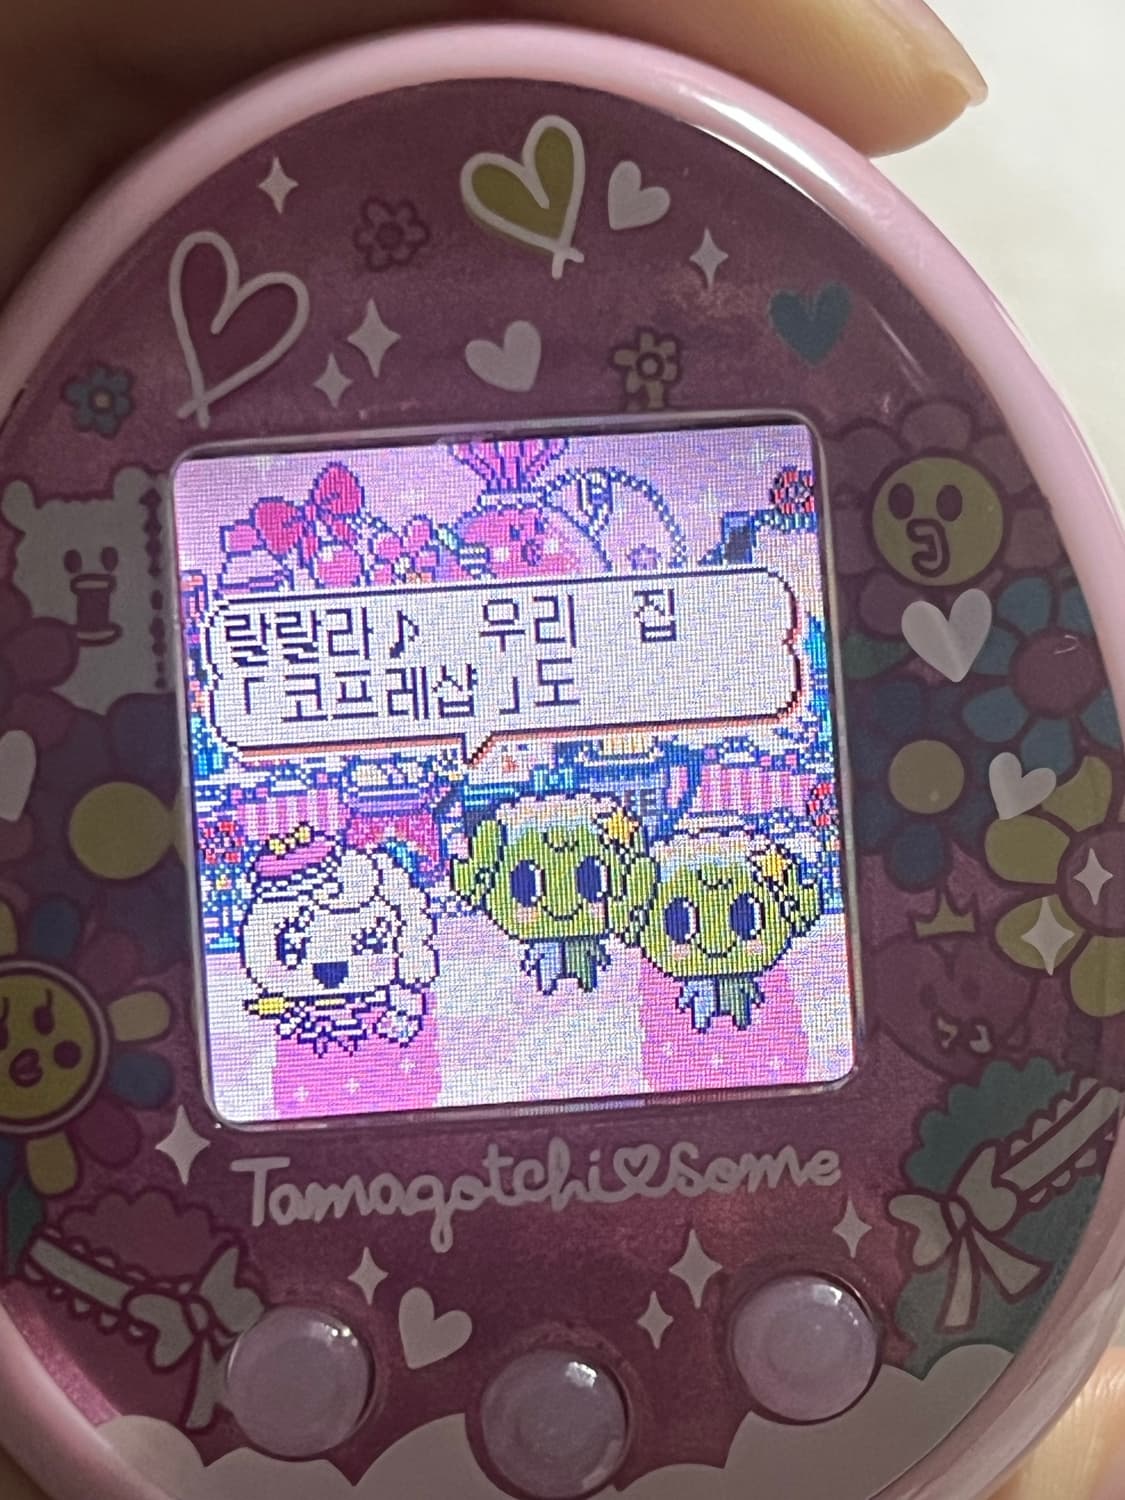 랄랄라♪ 우리 집
「코프레샵」도
Tamagotchi♡some